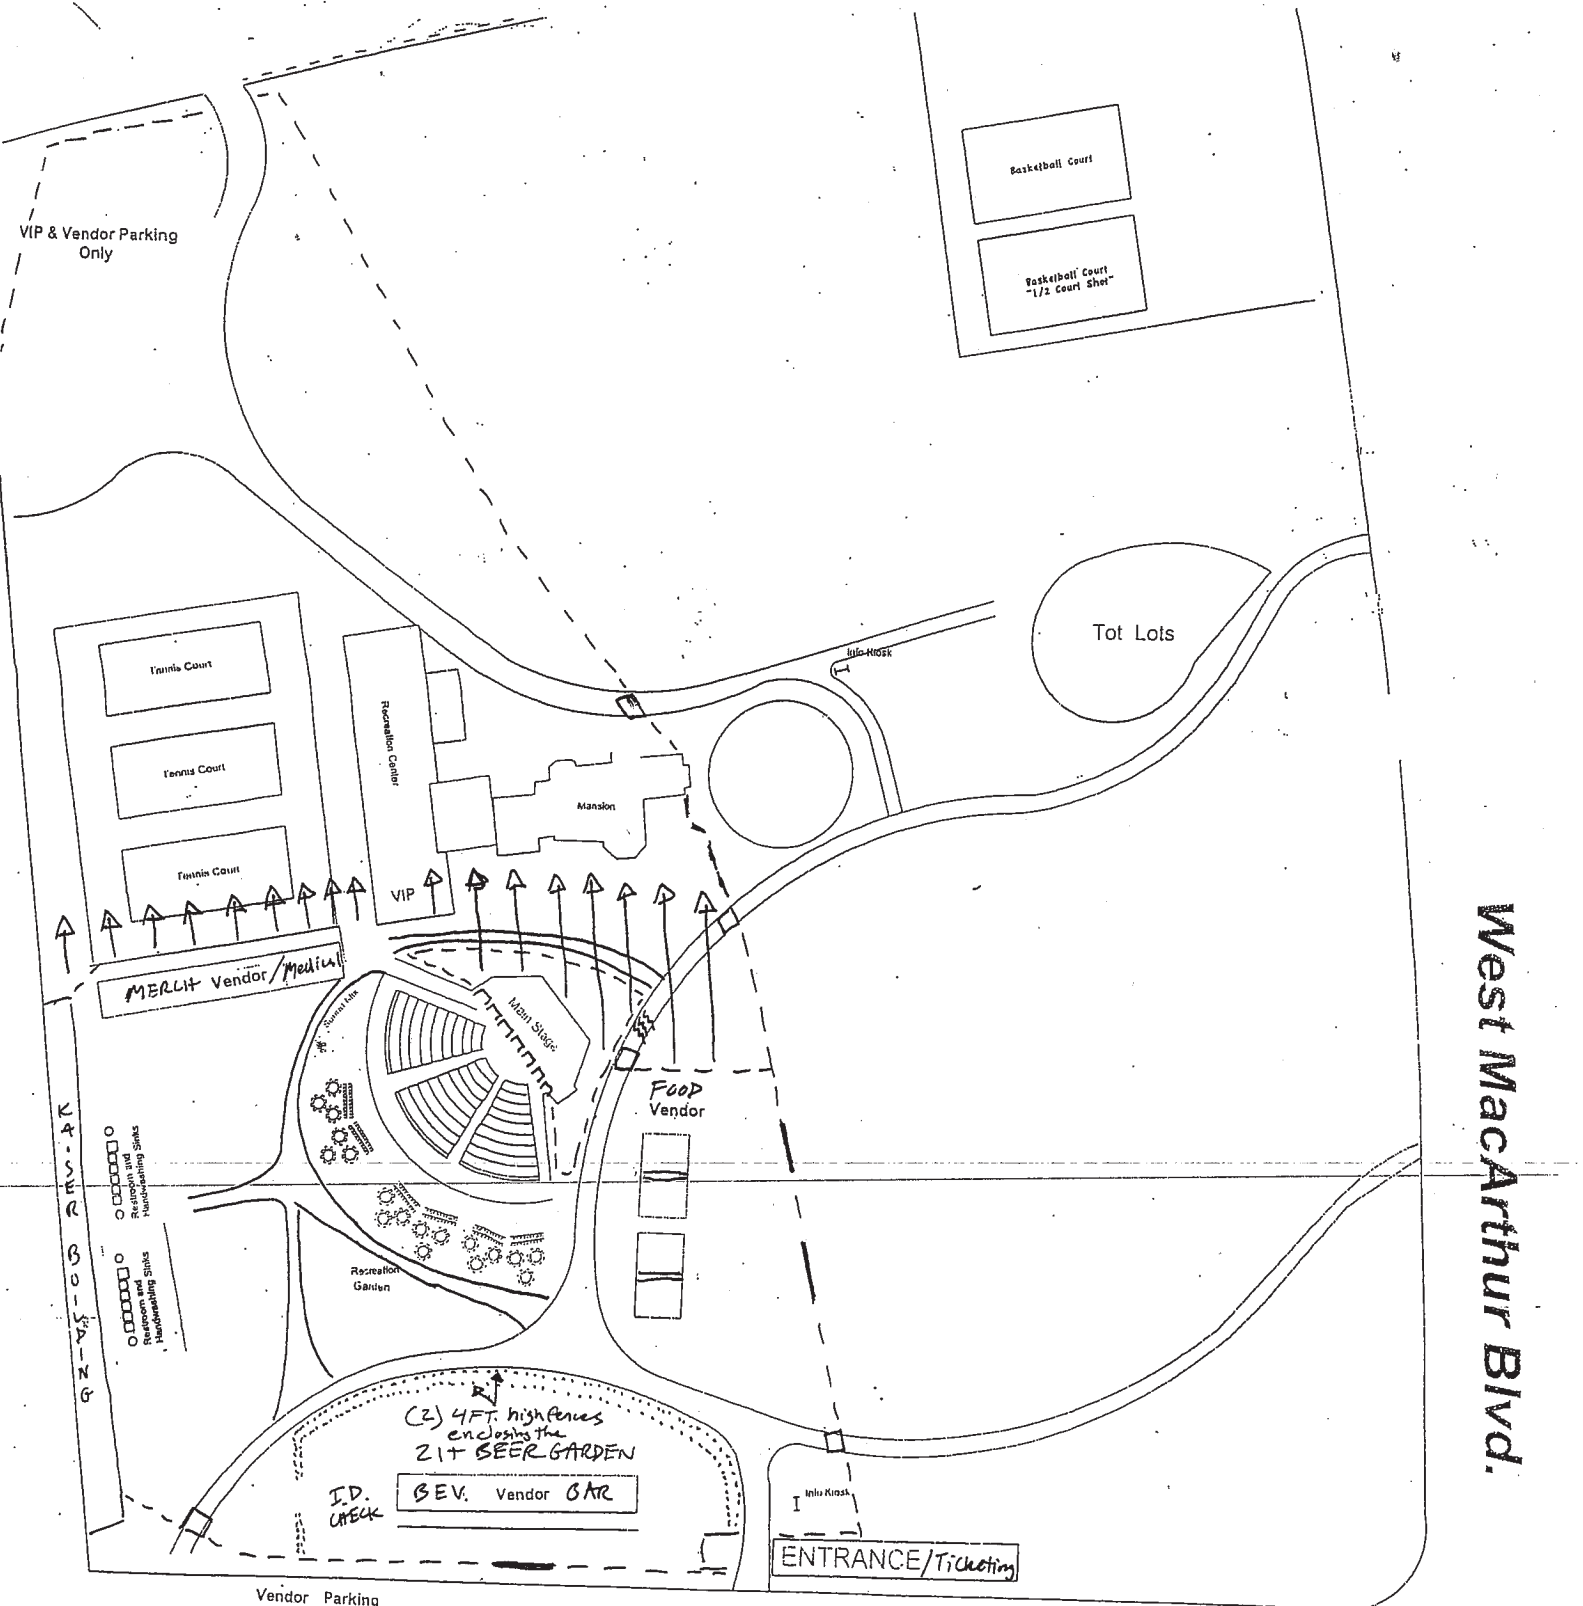 Basketball Court
Basketball Court
"1/2 Court Shot"
VIP & Vendor Parking
Only
Tot Lots
Info Kiosk
Tennis Court
Tennis Court
Tennis Court
Recreation Center
Mansion
VIP
MERCH Vendor/Medical
Main Stage
FOOD
Vendor
KAISER BUILDING
Restroom and
Handwashing Sinks
Restroom and
Handwashing Sinks
Recreation
Garden
(2) 4FT. high fences
enclosing the
21+ BEER GARDEN
I.D.
CHECK
BEV. Vendor BAR
Info Kiosk
ENTRANCE/Ticketing
Vendor Parking
West MacArthur Blvd.